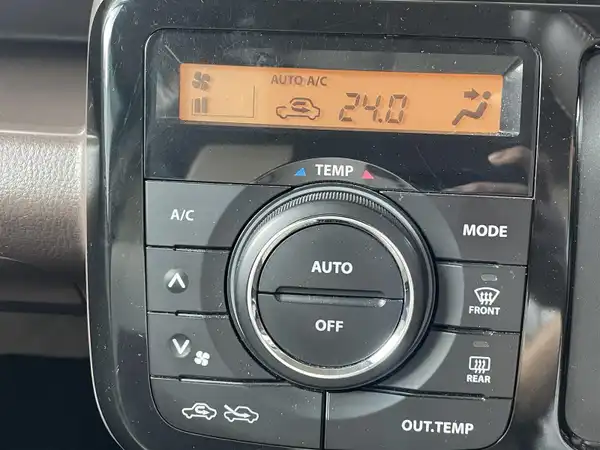 AUTO A/C
24.0
TEMP
A/C
MODE
AUTO
OFF
FRONT
REAR
OUT.TEMP